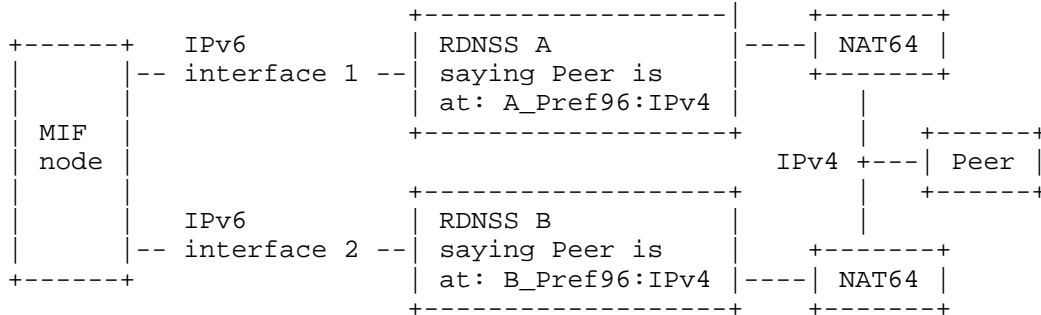 RDNSS A NAT64
IPv6
interface 1 saying Peer is
at: A_Pref96:IPv4
MIF
node IPv4 Peer
IPv6 RDNSS B
interface 2 saying Peer is
at: B_Pref96:IPv4 NAT64